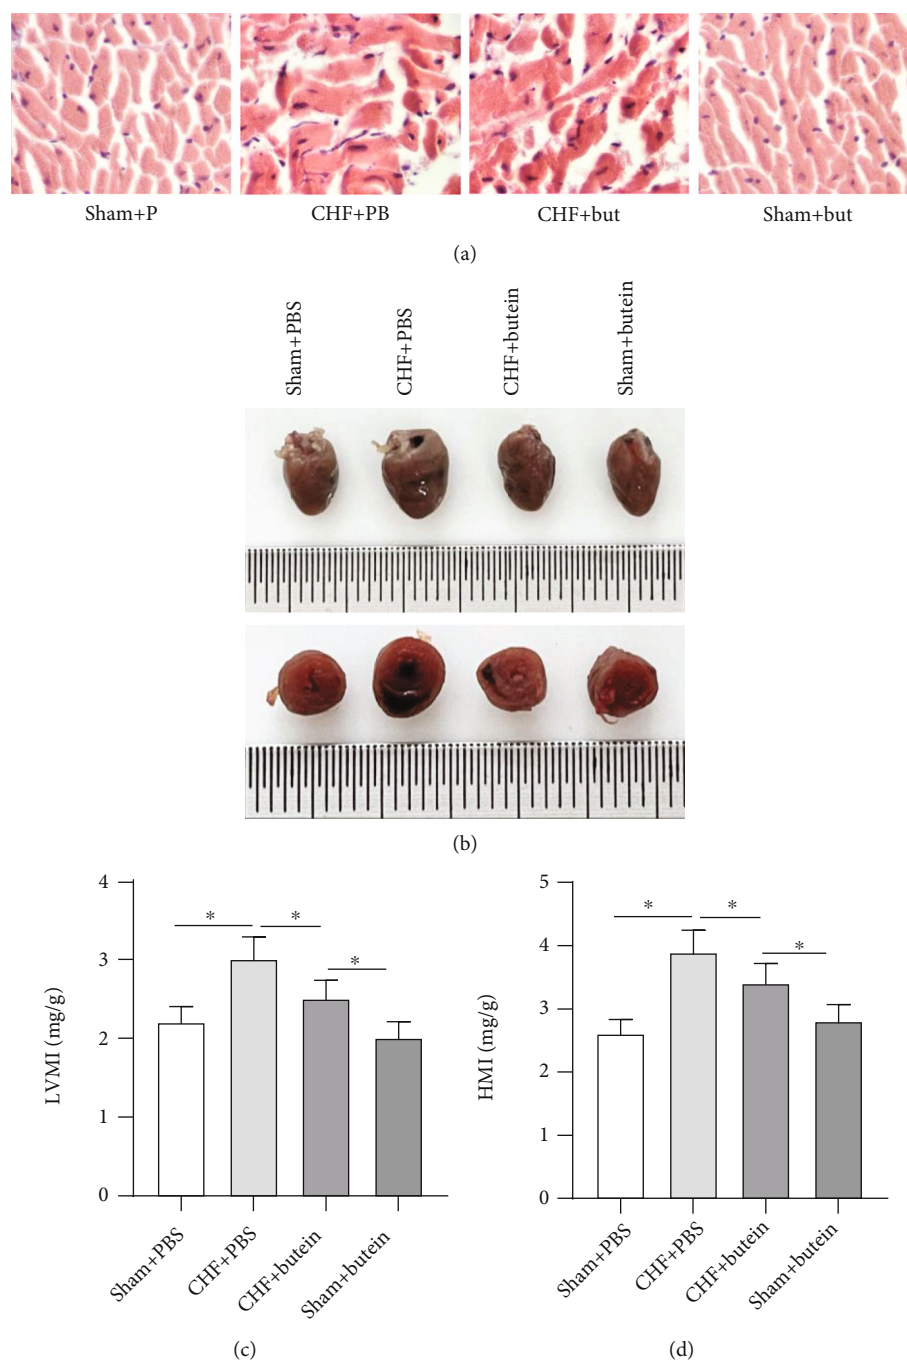 Sham+P CHF+PB CHF+but Sham+but
(a)
Sham+PBS CHF+PBS CHF+butein Sham+butein
(b)
4
3
2
1
0
LVMI (mg/g)
* * *
Sham+PBS CHF+PBS CHF+butein Sham+butein
(c)
5
4
3
2
1
0
HMI (mg/g)
* * *
Sham+PBS CHF+PBS CHF+butein Sham+butein
(d)